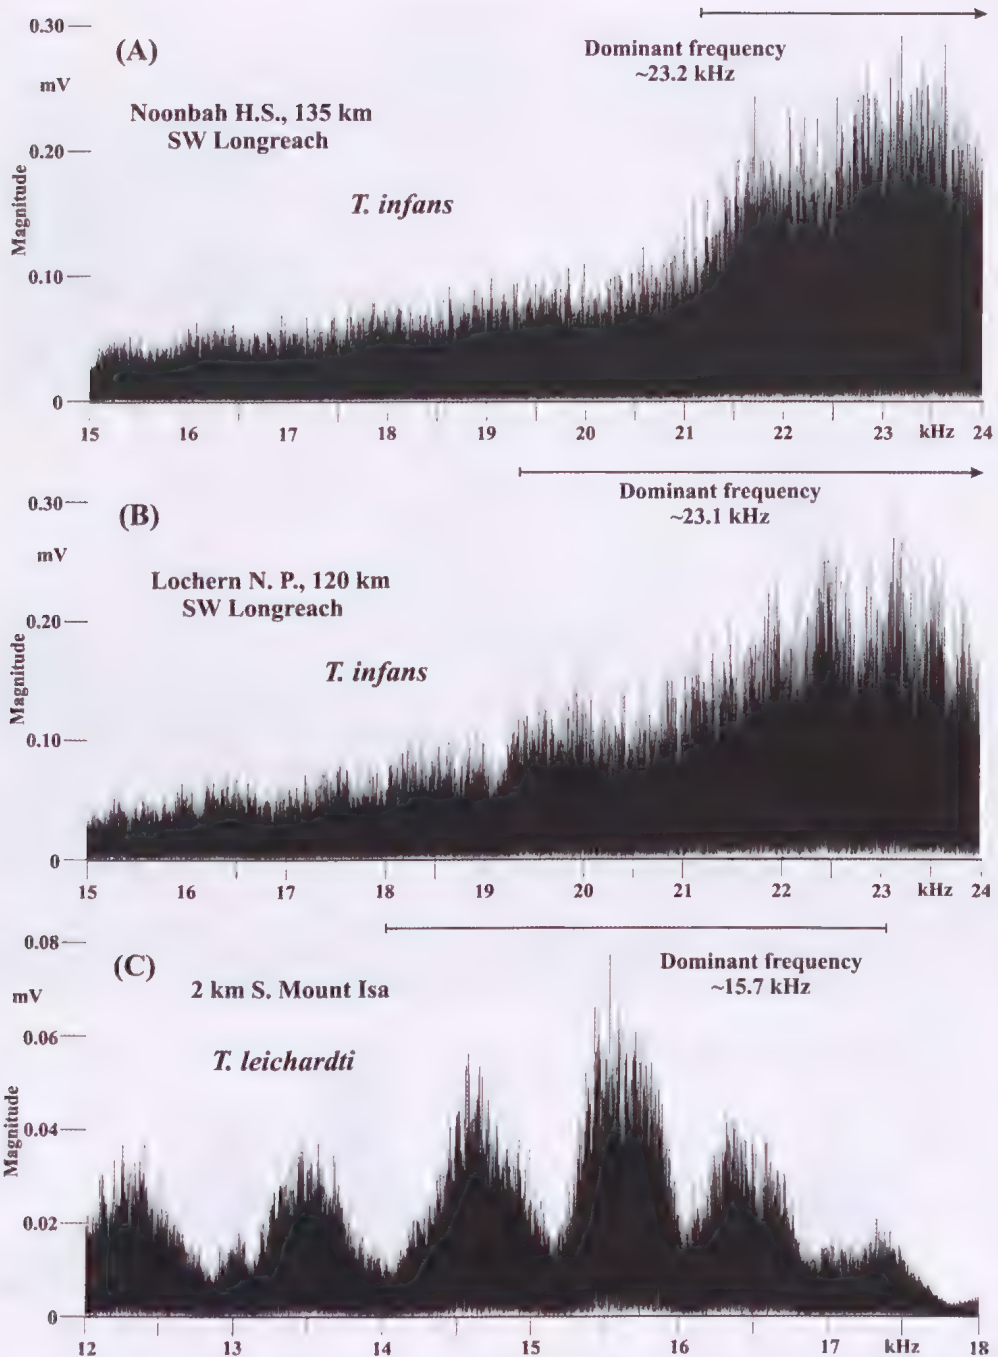 0.30
(A)
Dominant frequency
~23.2 kHz
mV
Noonbah H.S., 135 km
SW Longreach
0.20
T. infans
Magnitude
0.10
0
15 16 17 18 19 20 21 22 23 kHz 24
0.30
(B)
Dominant frequency
~23.1 kHz
mV
Lochern N. P., 120 km
SW Longreach
0.20
T. infans
Magnitude
0.10
0
15 16 17 18 19 20 21 22 23 kHz 24
0.08
(C)
Dominant frequency
~15.7 kHz
mV
2 km S. Mount Isa
0.06
T. leichardti
Magnitude
0.04
0.02
0
12 13 14 15 16 17 kHz 18